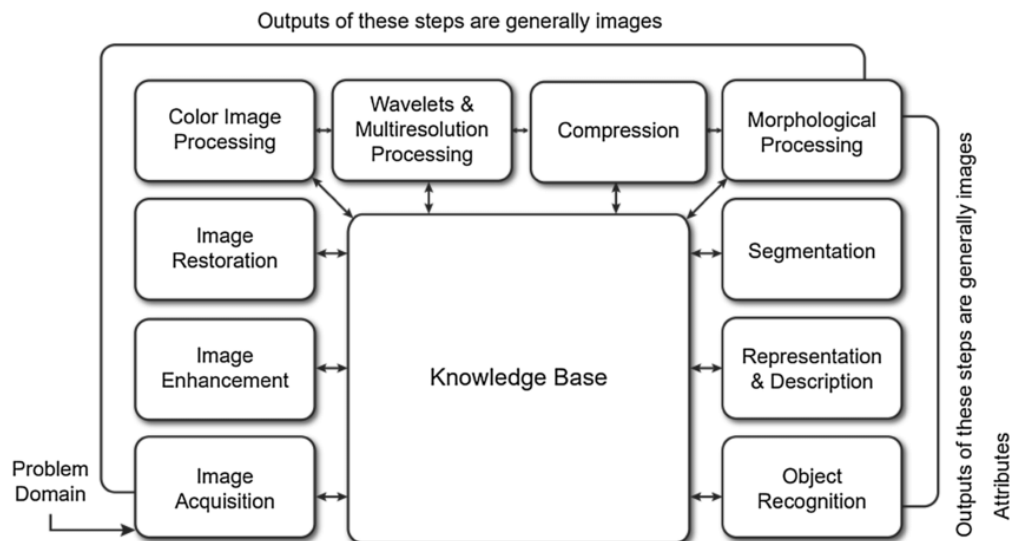 Outputs of these steps are generally images
Color Image
Processing
Wavelets &
Multiresolution
Processing
Compression
Morphological
Processing
Image
Restoration
Segmentation
Image
Enhancement
Knowledge Base
Representation
& Description
Problem
Domain
Image
Acquisition
Object
Recognition
Outputs of these steps are generally images
Attributes